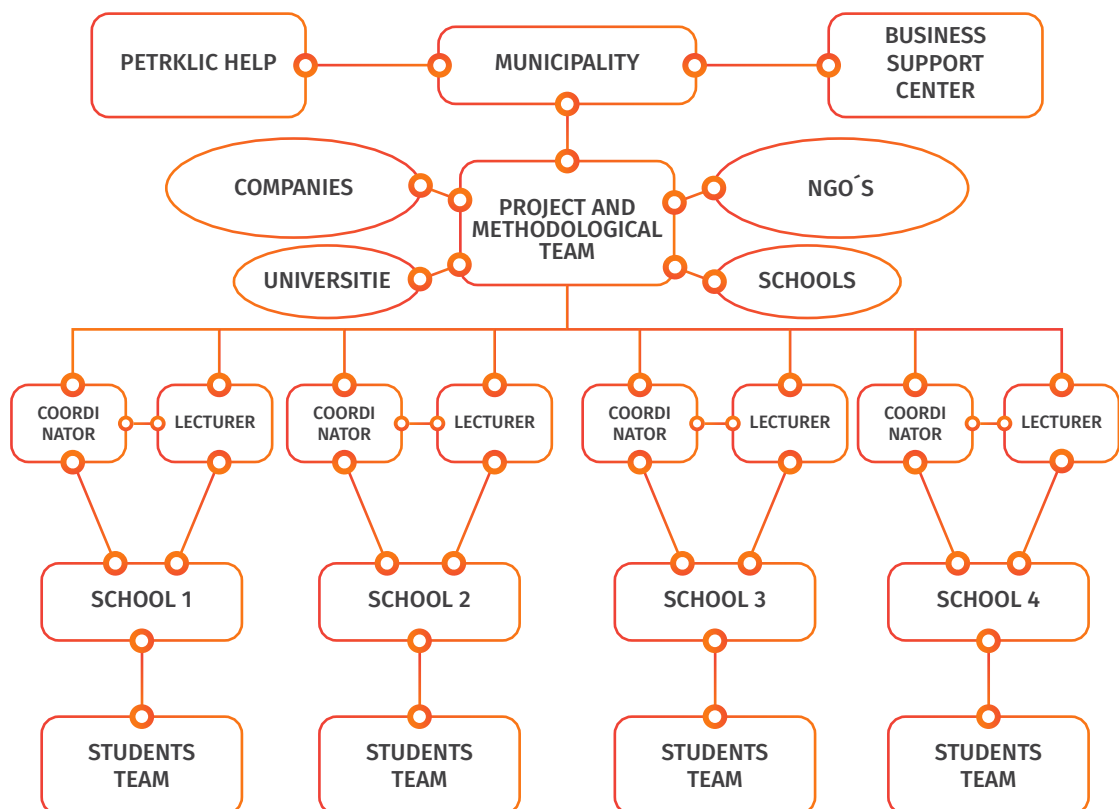 PETRKLIC HELP
MUNICIPALITY
BUSINESS
SUPPORT
CENTER
COMPANIES
NGO´S
PROJECT AND
METHODOLOGICAL
TEAM
UNIVERSITIE
SCHOOLS
COORDI
NATOR
LECTURER
COORDI
NATOR
LECTURER
COORDI
NATOR
LECTURER
COORDI
NATOR
LECTURER
SCHOOL 1
SCHOOL 2
SCHOOL 3
SCHOOL 4
STUDENTS
TEAM
STUDENTS
TEAM
STUDENTS
TEAM
STUDENTS
TEAM